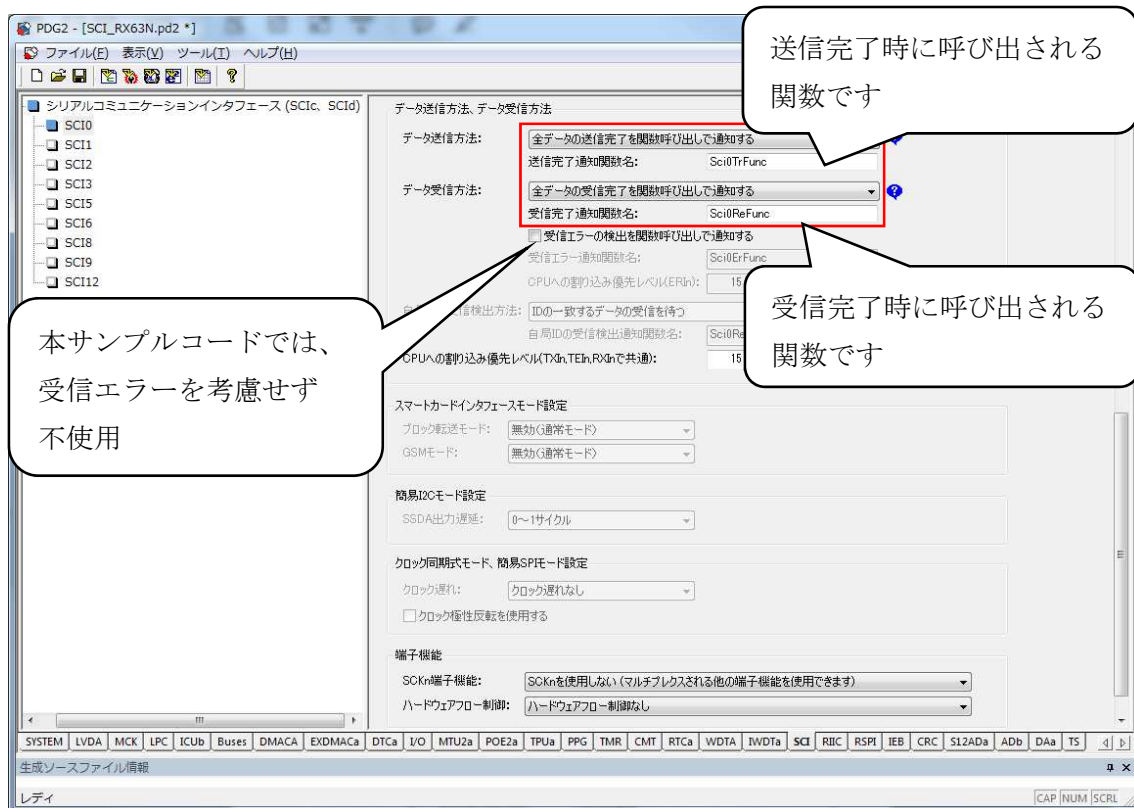 PDG2 - [SCI_RX63N.pd2 *]
ファイル(F) 表示(V) ツール(T) ヘルプ(H)
送信完了時に呼び出される
関数です
シリアルコミュニケーションインタフェース (SCIc、SCId)
SCI0
SCI1
SCI2
SCI3
SCI5
SCI6
SCI8
SCI9
SCI12
データ送信方法、データ受信方法
データ送信方法: 全データの送信完了を関数呼び出しで通知する
送信完了通知関数名: Sci0TrFunc
データ受信方法: 全データの受信完了を関数呼び出しで通知する
受信完了通知関数名: Sci0ReFunc
受信エラーの検出を関数呼び出しで通知する
受信エラー通知関数名: Sci0ErFunc
CPUへの割り込み優先レベル(ERIn): 15
信検出方法: IDの一致するデータの受信を待つ
自局IDの受信検出通知関数名: Sci0Re
CPUへの割り込み優先レベル(TXIn,TEIn,RXInで共通): 15
受信完了時に呼び出される
関数です
本サンプルコードでは、
受信エラーを考慮せず
不使用
スマートカードインタフェースモード設定
ブロック転送モード: 無効(通常モード)
GSMモード: 無効(通常モード)
簡易I2Cモード設定
SSDA出力遅延: 0～1サイクル
クロック同期式モード、簡易SPIモード設定
クロック遅れ: クロック遅れなし
クロック極性反転を使用する
端子機能
SCKn端子機能: SCKnを使用しない (マルチプレクスされる他の端子機能を使用できます)
ハードウェアフロー制御: ハードウェアフロー制御なし
SYSTEM LVDA MCK LPC ICUb Buses DMACA EXDMACa DTCa I/O MTU2a POE2a TPUa PPG TMR CMT RTCa WDTA IWDTa SCI RIIC RSPI IEB CRC S12ADa ADb DAa TS
生成ソースファイル情報
レディ
CAP NUM SCRL